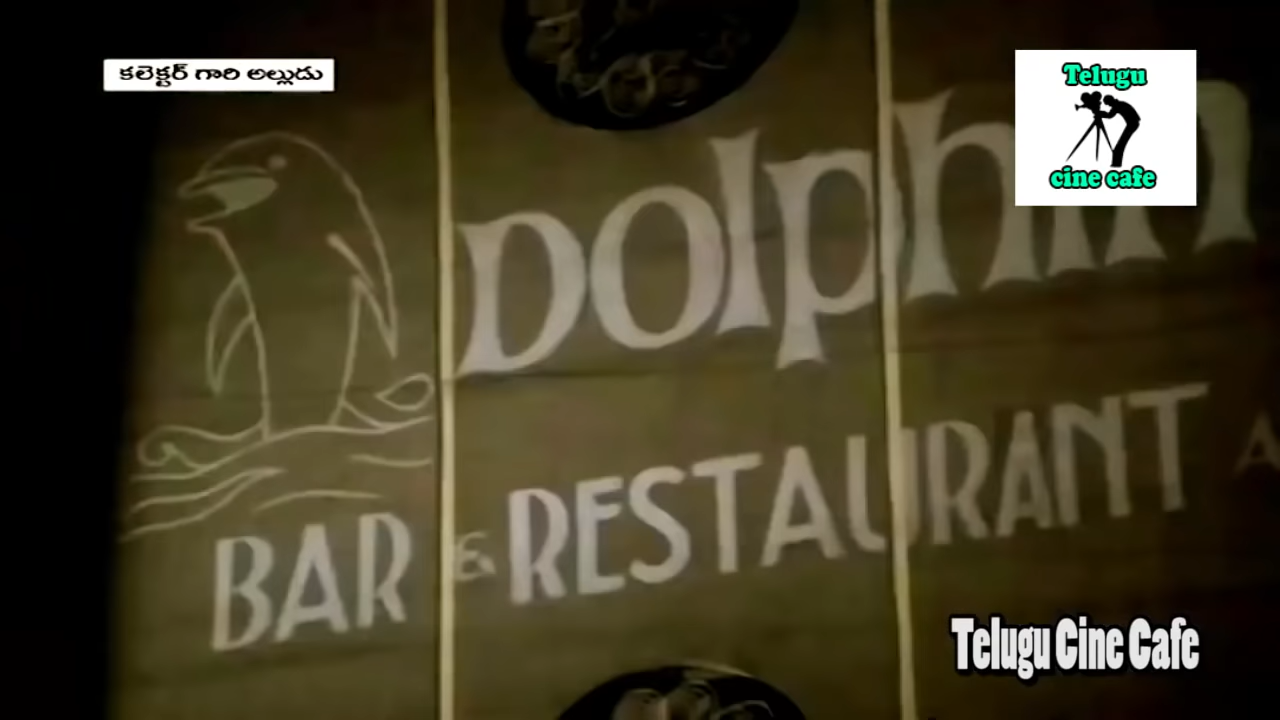 కలెక్టర్ గారి అల్లుడు
Telugu
cine cafe
Dolphin
BAR & RESTAURANT A
Telugu Cine Cafe